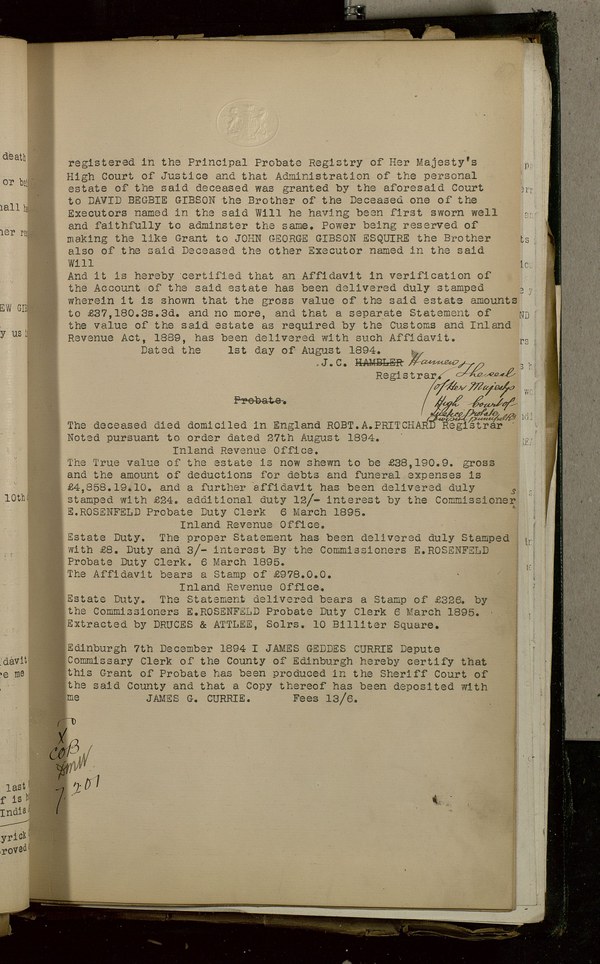 registered in the Principal Probate Registry of Her Majesty's
High Court of Justice and that Administration of the personal
estate of the said deceased was granted by the aforesaid Court
to DAVID BEGBIE GIBSON the Brother of the Deceased one of the
Executors named in the said Will he having been first sworn well
and faithfully to adminster the same. Power being reserved of
making the like Grant to JOHN GEORGE GIBSON ESQUIRE the Brother
also of the said Deceased the other Executor named in the said
Will
And it is hereby certified that an Affidavit in verification of
the Account of the said estate has been delivered duly stamped
wherein it is shown that the gross value of the said estate amounts
to £37,180.3s.3d. and no more, and that a separate Statement of
the value of the said estate as required by the Customs and Inland
Revenue Act, 1889, has been delivered with such Affidavit.
Dated the 1st day of August 1894.
.J.C. HAMBLER
Registrar. The seal
of Her Majestys
High Court of
Justice Probate
Probate.
The deceased died domiciled in England ROBT.A.PRITCHARD Registrar
Noted pursuant to order dated 27th August 1894.
Inland Revenue Office.
The True value of the estate is now shewn to be £38,190.9. gross
and the amount of deductions for debts and funeral expenses is
£4,858.19.10. and a further affidavit has been delivered duly
stamped with £24. additional duty 12/- interest by the Commissioners
E.ROSENFELD Probate Duty Clerk 6 March 1895.
Inland Revenue Office.
Estate Duty. The proper Statement has been delivered duly Stamped
with £8. Duty and 3/- interest By the Commissioners E.ROSENFELD
Probate Duty Clerk. 6 March 1895.
The Affidavit bears a Stamp of £978.0.0.
Inland Revenue Office.
Estate Duty. The Statement delivered bears a Stamp of £326. by
the Commissioners E.ROSENFELD Probate Duty Clerk 6 March 1895.
Extracted by DRUCES & ATTLEE, Solrs. 10 Billiter Square.
Edinburgh 7th December 1894 I JAMES GEDDES CURRIE Depute
Commissary Clerk of the County of Edinburgh hereby certify that
this Grant of Probate has been produced in the Sheriff Court of
the said County and that a Copy thereof has been deposited with
me JAMES G. CURRIE. Fees 13/6.
COB
7.201
death
10th
last